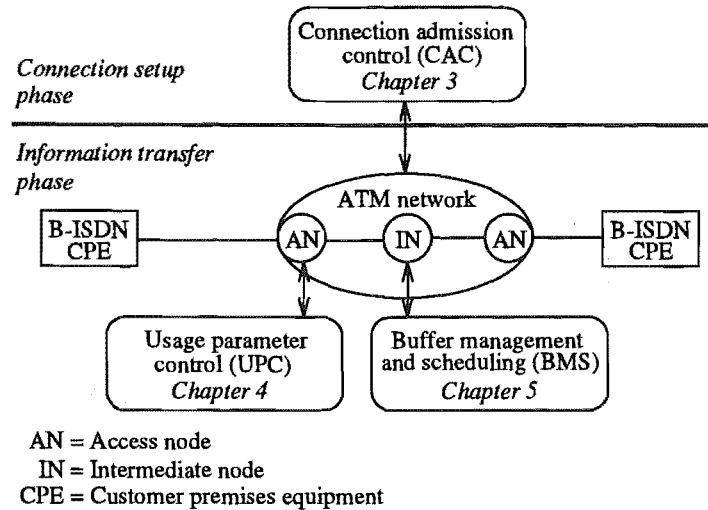 Connection admission
control (CAC)
Chapter 3
Connection setup
phase
Information transfer
phase
ATM network
B-ISDN
CPE
AN
IN
AN
B-ISDN
CPE
Usage parameter
control (UPC)
Chapter 4
Buffer management
and scheduling (BMS)
Chapter 5
AN = Access node
IN = Intermediate node
CPE = Customer premises equipment